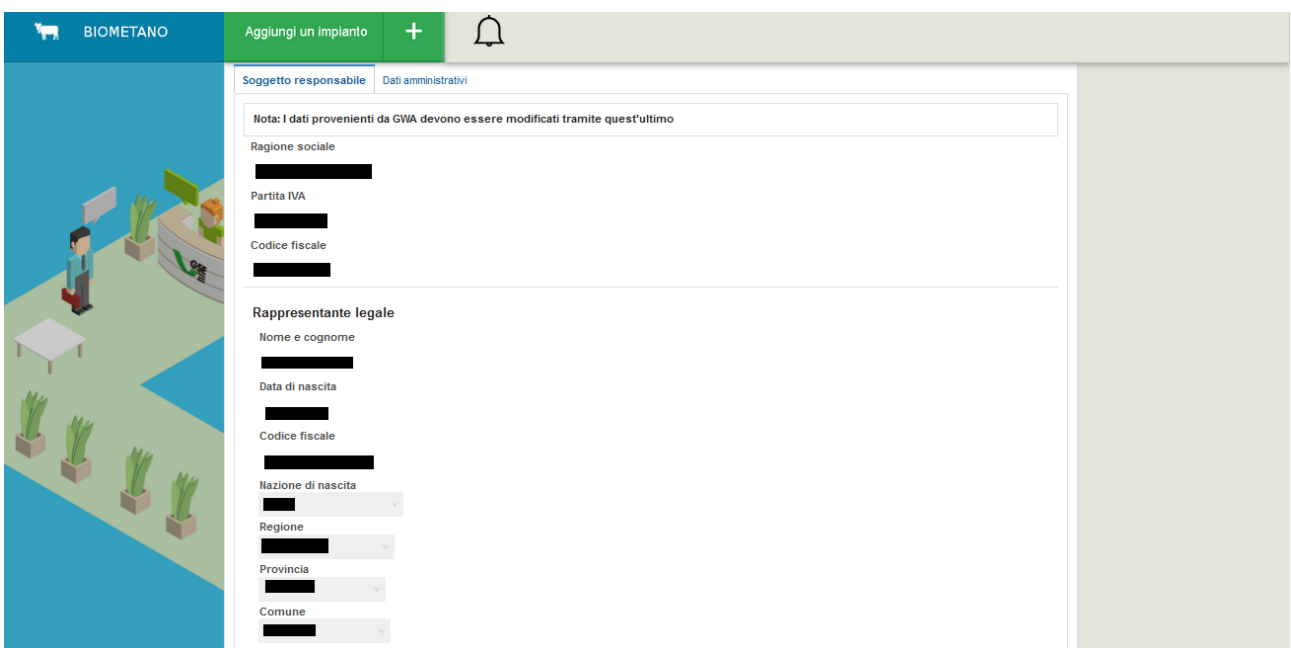 BIOMETANO
Aggiungi un impianto +
Soggetto responsabile Dati amministrativi
Nota: I dati provenienti da GWA devono essere modificati tramite quest'ultimo
Ragione sociale
Partita IVA
Codice fiscale
GSE
Rappresentante legale
Nome e cognome
Data di nascita
Codice fiscale
Nazione di nascita
Regione
Provincia
Comune